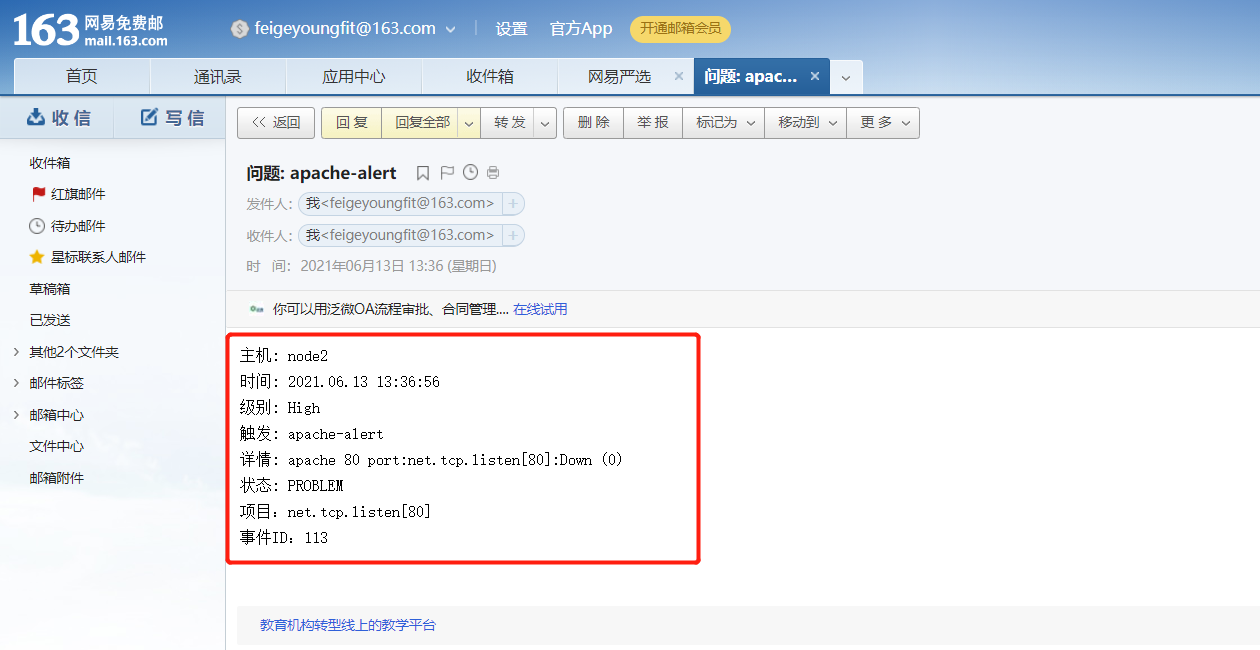 163 网易免费邮
mail.163.com
feigeyoungfit@163.com
设置
官方App
开通邮箱会员
首页
通讯录
应用中心
收件箱
网易严选 ×
问题: apac... ×
收 信
写 信
<< 返回
回 复
回复全部
转 发
删 除
举 报
标记为
移动到
更 多
收件箱
红旗邮件
待办邮件
星标联系人邮件
草稿箱
已发送
其他2个文件夹
邮件标签
邮箱中心
文件中心
邮箱附件
问题: apache-alert
发件人: 我<feigeyoungfit@163.com> +
收件人: 我<feigeyoungfit@163.com> +
时 间: 2021年06月13日 13:36 (星期日)
你可以用泛微OA流程审批、合同管理.... 在线试用
主机: node2
时间: 2021.06.13 13:36:56
级别: High
触发: apache-alert
详情: apache 80 port:net.tcp.listen[80]:Down (0)
状态: PROBLEM
项目: net.tcp.listen[80]
事件ID: 113
教育机构转型线上的教学平台